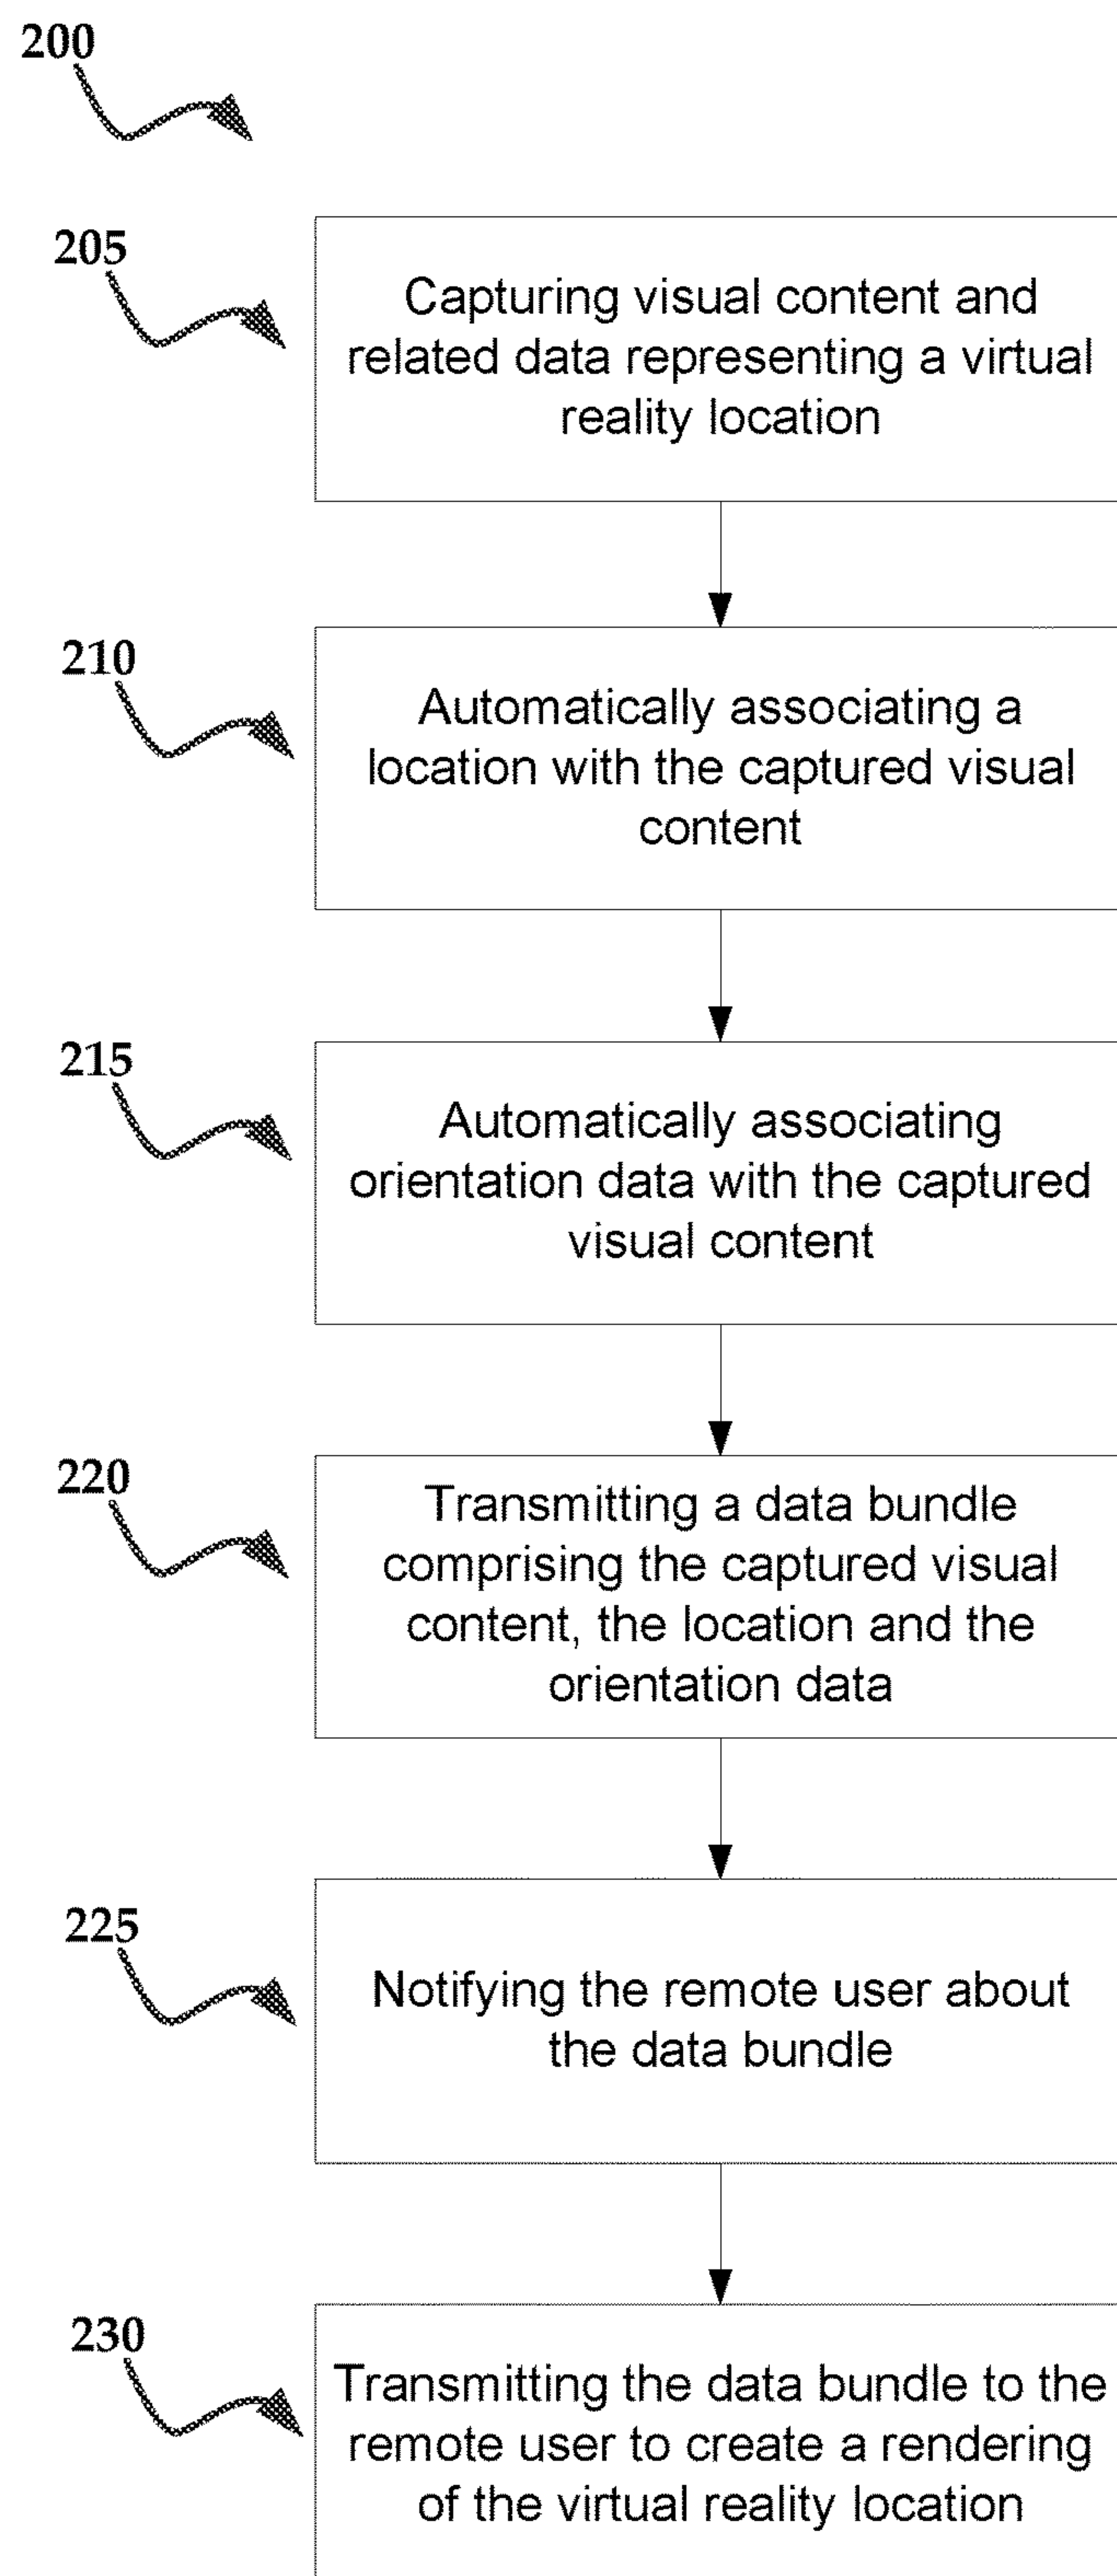 200
205
Capturing visual content and
related data representing a virtual
reality location
210
Automatically associating a
location with the captured visual
content
215
Automatically associating
orientation data with the captured
visual content
220
Transmitting a data bundle
comprising the captured visual
content, the location and the
orientation data
225
Notifying the remote user about
the data bundle
230
Transmitting the data bundle to the
remote user to create a rendering
of the virtual reality location